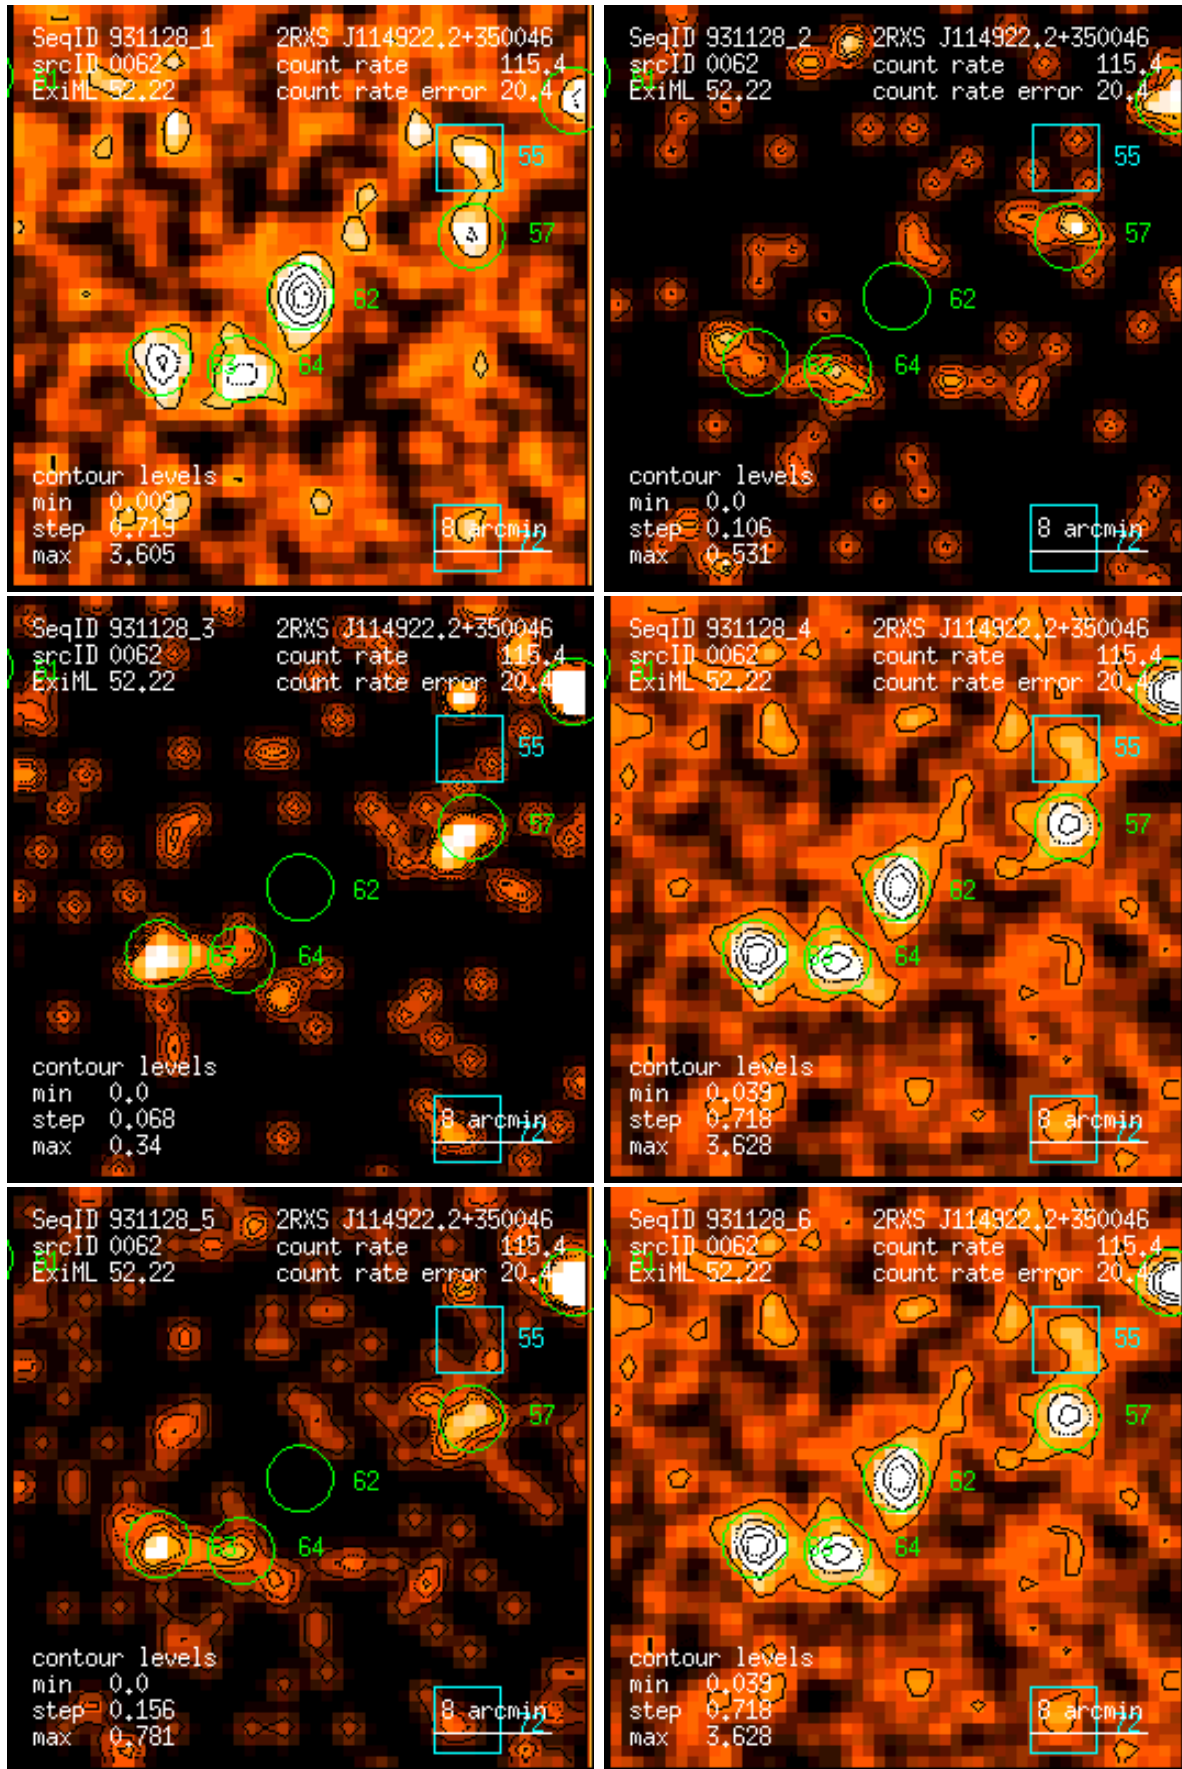 SeqID 931128_1 2RXS J114922.2+350046
srcID 0062 count rate 115.4
61
ExiML 52.22 count rate error 20.4
55
57
62
63 64
contour levels
min 0.009
step 0.719 8 arcmin
72
max 3.605
SeqID 931128_2 2RXS J114922.2+350046
srcID 0062 count rate 115.4
61
ExiML 52.22 count rate error 20.4
55
57
62
63 64
contour levels
min 0.0
step 0.106 8 arcmin
72
max 0.531
SeqID 931128_3 2RXS J114922.2+350046
srcID 0062 count rate 115.4
61
ExiML 52.22 count rate error 20.4
55
57
62
63 64
contour levels
min 0.0
step 0.068 8 arcmin
72
max 0.34
SeqID 931128_4 2RXS J114922.2+350046
srcID 0062 count rate 115.4
61
ExiML 52.22 count rate error 20.4
55
57
62
63 64
contour levels
min 0.039
step 0.718 8 arcmin
72
max 3.628
SeqID 931128_5 2RXS J114922.2+350046
srcID 0062 count rate 115.4
61
ExiML 52.22 count rate error 20.4
55
57
62
63 64
contour levels
min 0.0
step 0.156 8 arcmin
72
max 0.781
SeqID 931128_6 2RXS J114922.2+350046
srcID 0062 count rate 115.4
61
ExiML 52.22 count rate error 20.4
55
57
62
63 64
contour levels
min 0.039
step 0.718 8 arcmin
72
max 3.628